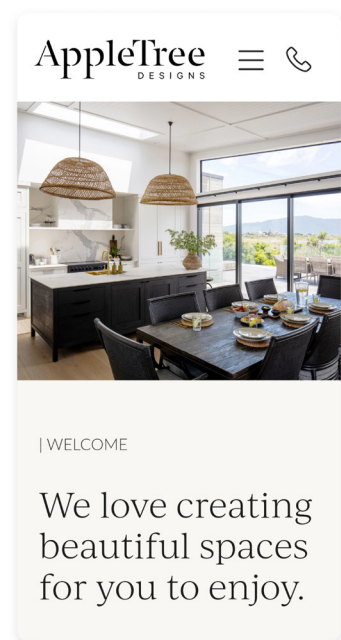 AppleTree
DESIGNS
| WELCOME
We love creating
beautiful spaces
for you to enjoy.